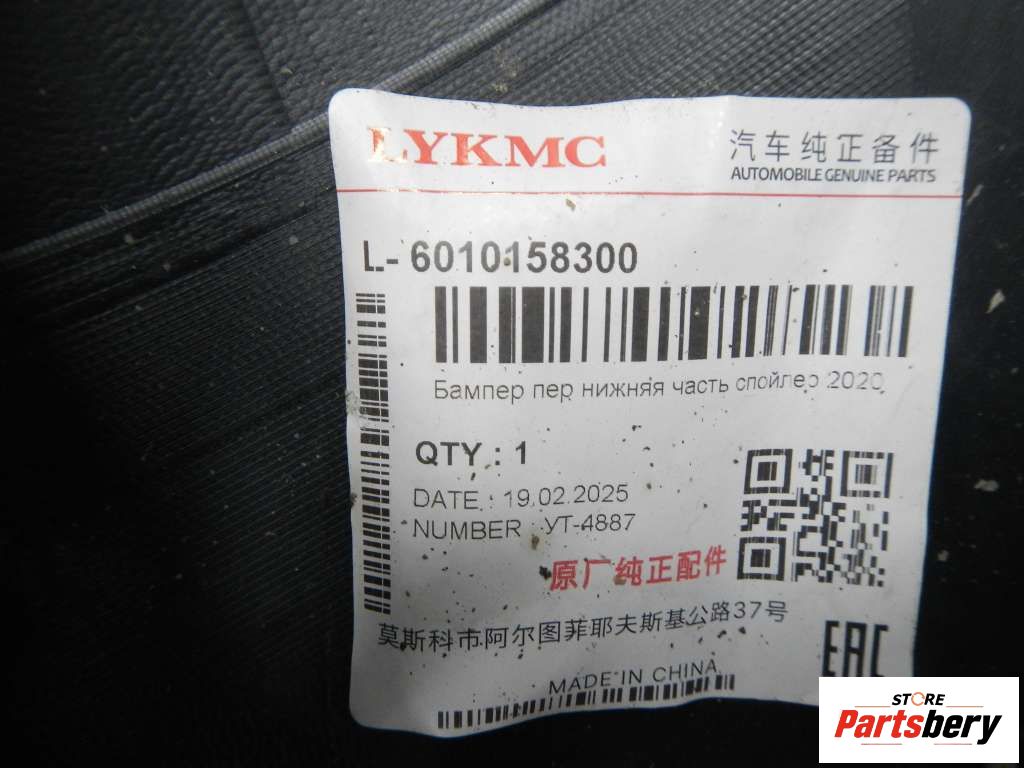 LYKMC
汽车纯正备件
AUTOMOBILE GENUINE PARTS
L- 6010158300
Бампер пер нижняя часть спойлер 2020
QTY : 1
DATE : 19.02.2025
NUMBER : УТ-4887
原厂纯正配件
莫斯科市阿尔图菲耶夫斯基公路37号
MADE IN CHINA
EAC
STORE
Partsbery